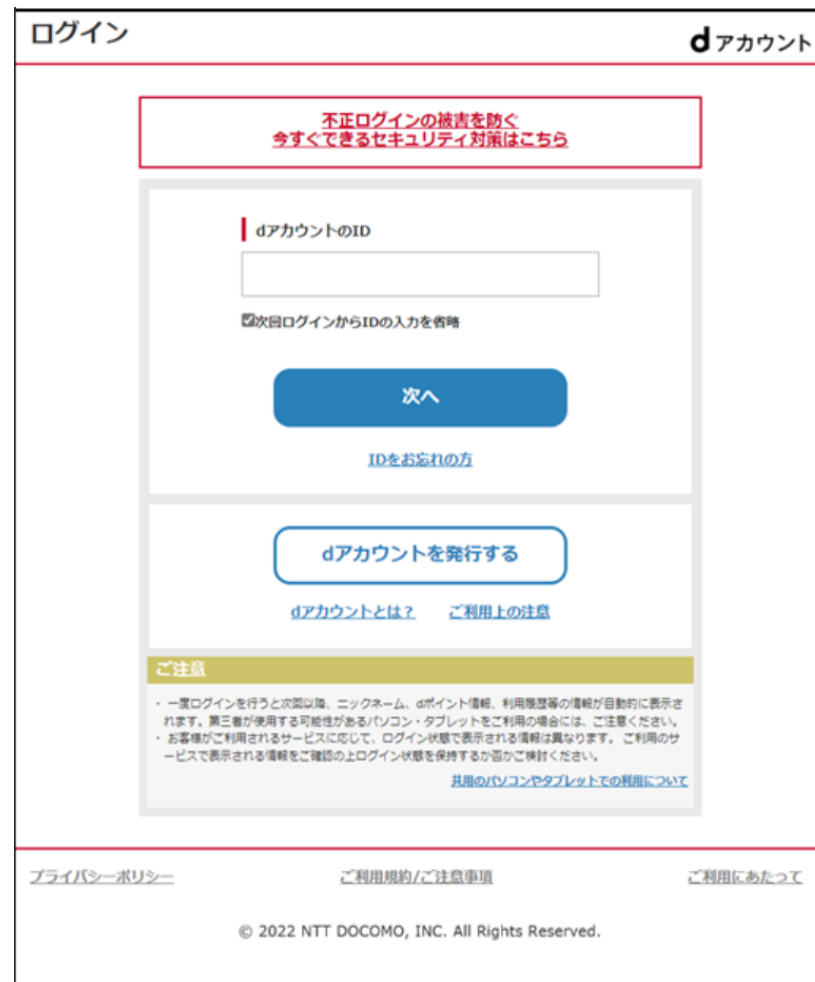 ログイン
dアカウント
不正ログインの被害を防ぐ
今すぐできるセキュリティ対策はこちら
dアカウントのID
次回ログインからIDの入力を省略
次へ
IDをお忘れの方
dアカウントを発行する
dアカウントとは？ ご利用上の注意
ご注意
・ 一度ログインを行うと次回以降、ニックネーム、dポイント情報、利用履歴等の情報が自動的に表示さ
れます。第三者が使用する可能性があるパソコン・タブレットをご利用の場合には、ご注意ください。
・ お客様がご利用されるサービスに応じて、ログイン状態で表示される情報は異なります。 ご利用のサ
ービスで表示される情報をご確認の上ログイン状態を保持するか否かご検討ください。
共用のパソコンやタブレットでの利用について
プライバシーポリシー ご利用規約/ご注意事項 ご利用にあたって
© 2022 NTT DOCOMO, INC. All Rights Reserved.